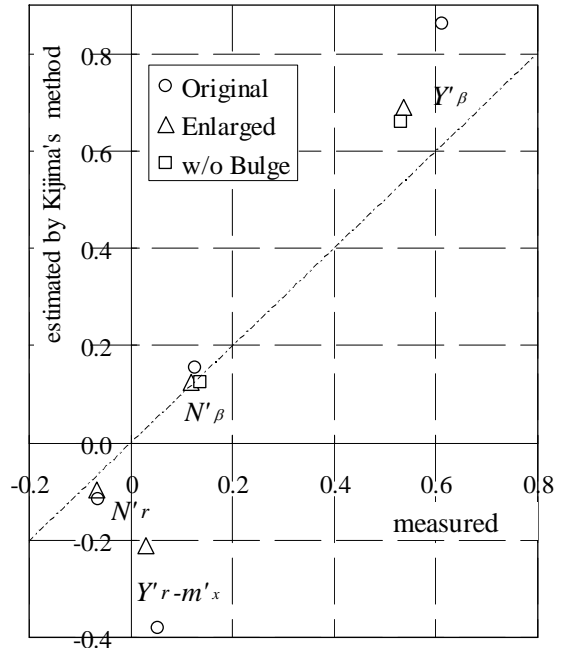 estimated by Kijima's method
0.8
0.6
0.4
0.2
0.0
-0.2
-0.4
Original
Enlarged
w/o Bulge
Y'β
N'β
-0.2 0 0.2 0.4 0.6 0.8
N'r
measured
Y'r-m'x